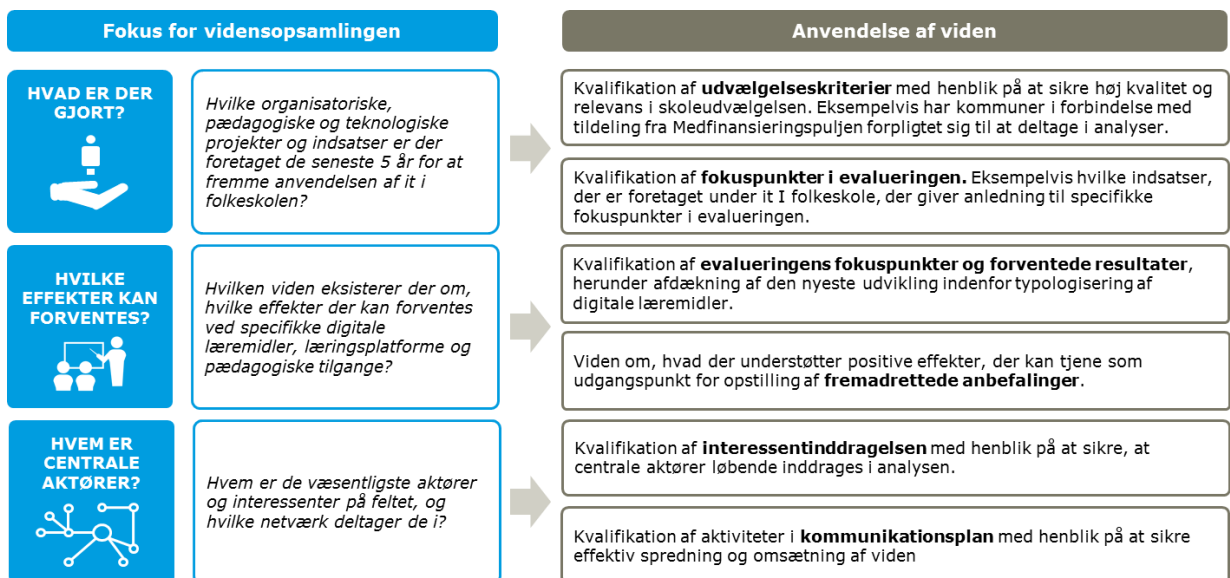 Fokus for vidensopsamlingen
Anvendelse af viden
HVAD ER DER
GJORT?
Hvilke organisatoriske,
pædagogiske og teknologiske
projekter og indsatser er der
foretaget de seneste 5 år for at
fremme anvendelsen af it i
folkeskolen?
Kvalifikation af udvælgelseskriterier med henblik på at sikre høj kvalitet og
relevans i skoleudvælgelsen. Eksempelvis har kommuner i forbindelse med
tildeling fra Medfinansieringspuljen forpligtet sig til at deltage i analyser.
Kvalifikation af fokuspunkter i evalueringen. Eksempelvis hvilke indsatser,
der er foretaget under it I folkeskole, der giver anledning til specifikke
fokuspunkter i evalueringen.
HVILKE
EFFEKTER KAN
FORVENTES?
Hvilken viden eksisterer der om,
hvilke effekter der kan forventes
ved specifikke digitale
læremidler, læringsplatforme og
pædagogiske tilgange?
Kvalifikation af evalueringens fokuspunkter og forventede resultater,
herunder afdækning af den nyeste udvikling indenfor typologisering af
digitale læremidler.
Viden om, hvad der understøtter positive effekter, der kan tjene som
udgangspunkt for opstilling af fremadrettede anbefalinger.
HVEM ER
CENTRALE
AKTØRER?
Hvem er de væsentligste aktører
og interessenter på feltet, og
hvilke netværk deltager de i?
Kvalifikation af interessentinddragelsen med henblik på at sikre, at
centrale aktører løbende inddrages i analysen.
Kvalifikation af aktiviteter i kommunikationsplan med henblik på at sikre
effektiv spredning og omsætning af viden